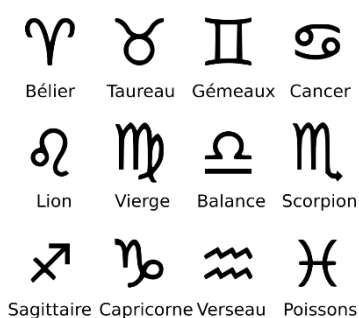 Bélier Taureau Gémeaux Cancer
Lion Vierge Balance Scorpion
Sagittaire Capricorne Verseau Poissons